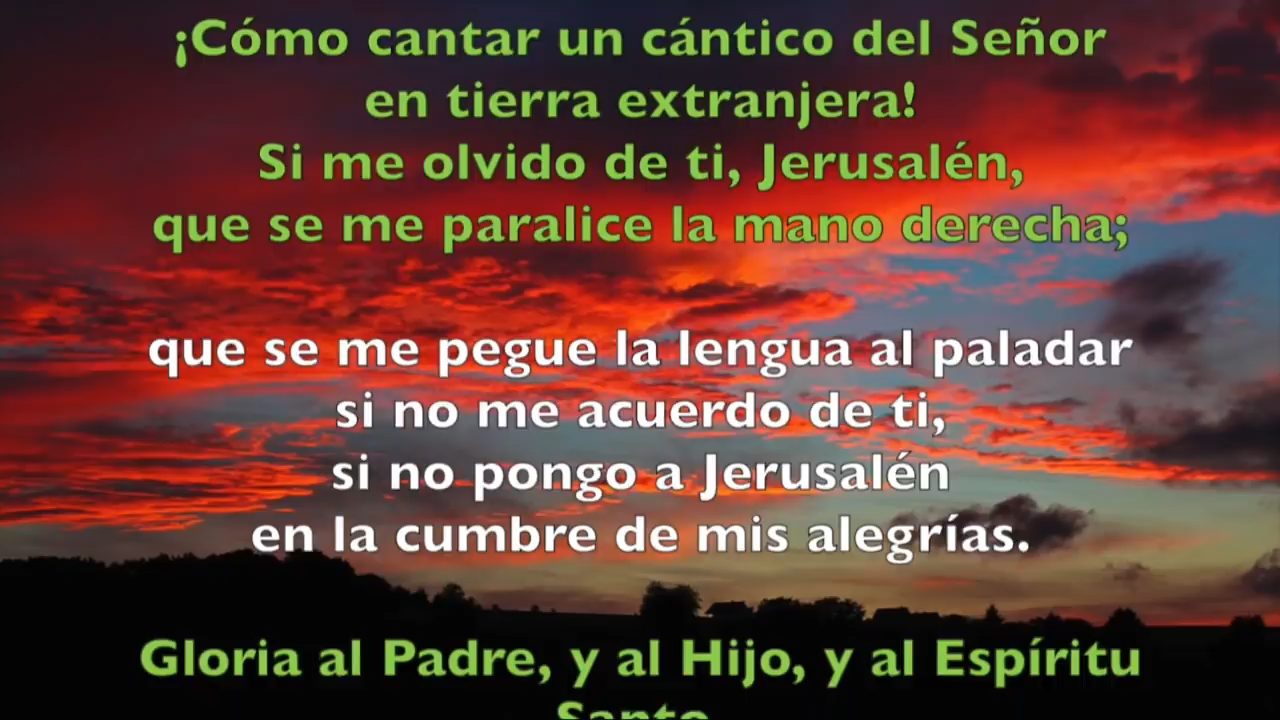 ¡Cómo cantar un cántico del Señor
en tierra extranjera!
Si me olvido de ti, Jerusalén,
que se me paralice la mano derecha;
que se me pegue la lengua al paladar
si no me acuerdo de ti,
si no pongo a Jerusalén
en la cumbre de mis alegrías.
Gloria al Padre, y al Hijo, y al Espíritu
Santo.